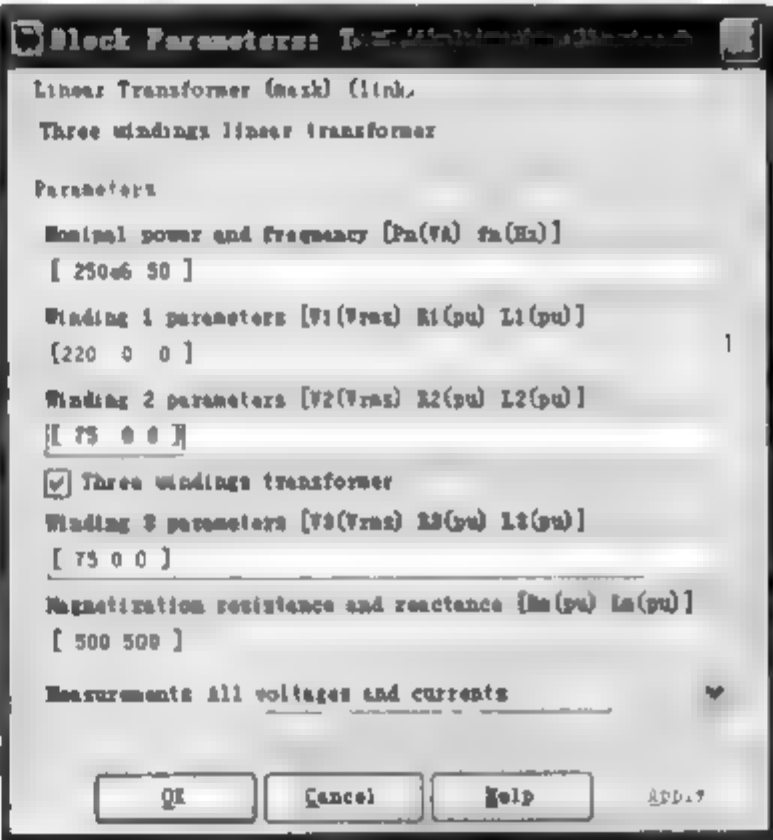 Block Parameters:
Linear Transformer (mask) (link
Three windings linear transformer
Parameters
Nominal power and frequency [Pn(VA) fn(Hz)]
[ 250e6 50 ]
Winding 1 parameters [V1(Vrms) R1(pu) L1(pu)]
[220 0 0 ]
Winding 2 parameters [V2(Vrms) R2(pu) L2(pu)]
[ 75 0 0 ]
Three windings transformer
Winding 3 parameters [V3(Vrms) R3(pu) L3(pu)]
[ 75 0 0 ]
Magnetization resistance and reactance [Rm(pu) Lm(pu)]
[ 500 500 ]
Measurements All voltages and currents
OK
Cancel
Help
Apply